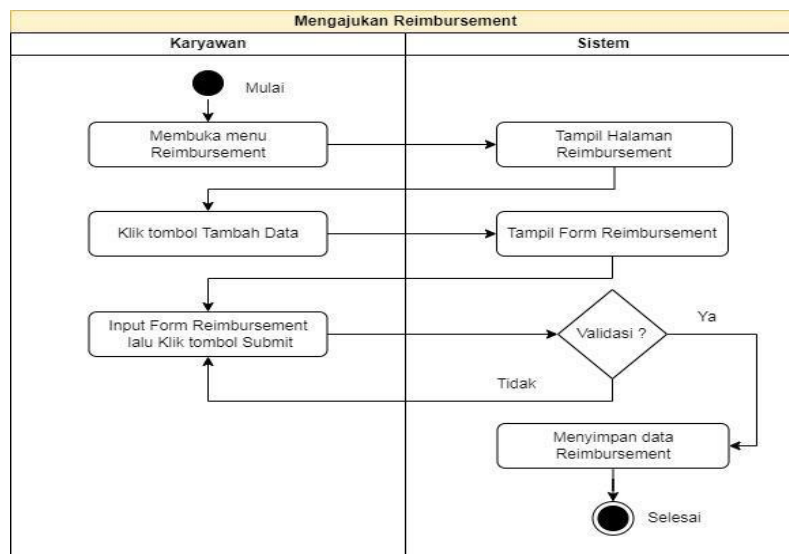 Mengajukan Reimbursement
Karyawan
Sistem
Mulai
Membuka menu
Reimbursement
Tampil Halaman
Reimbursement
Klik tombol Tambah Data
Tampil Form Reimbursement
Input Form Reimbursement
lalu Klik tombol Submit
Validasi ?
Ya
Tidak
Menyimpan data
Reimbursement
Selesai